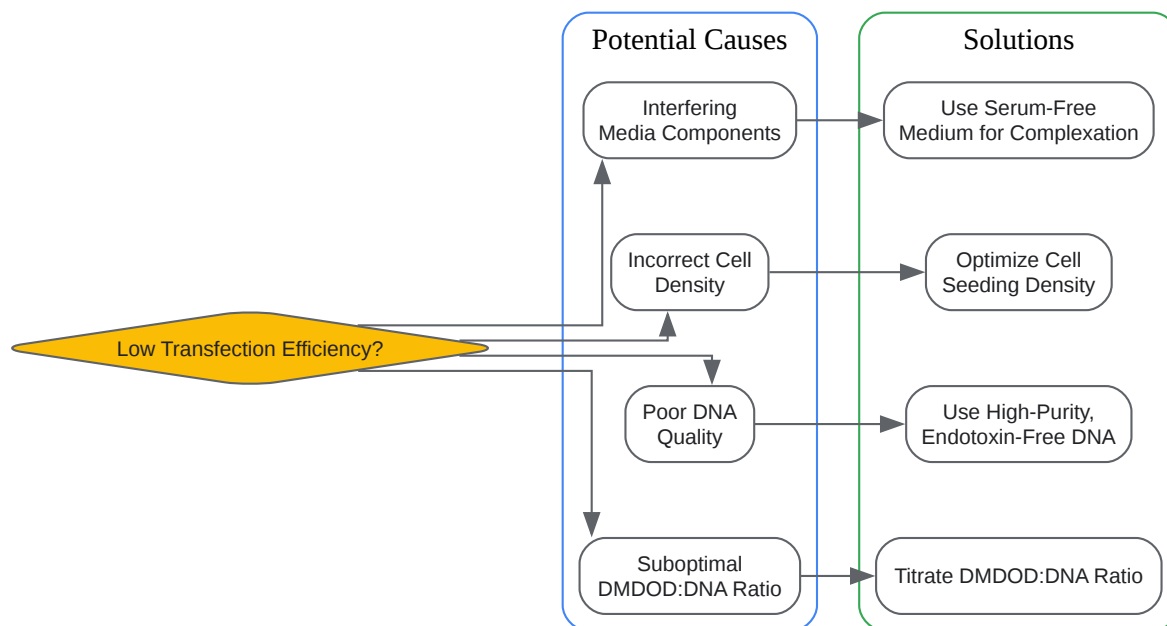 Potential Causes
Solutions
Interfering
Media Components
Use Serum-Free
Medium for Complexation
Incorrect Cell
Density
Optimize Cell
Seeding Density
Low Transfection Efficiency?
Poor DNA
Quality
Use High-Purity,
Endotoxin-Free DNA
Suboptimal
DMDOD:DNA Ratio
Titrate DMDOD:DNA Ratio